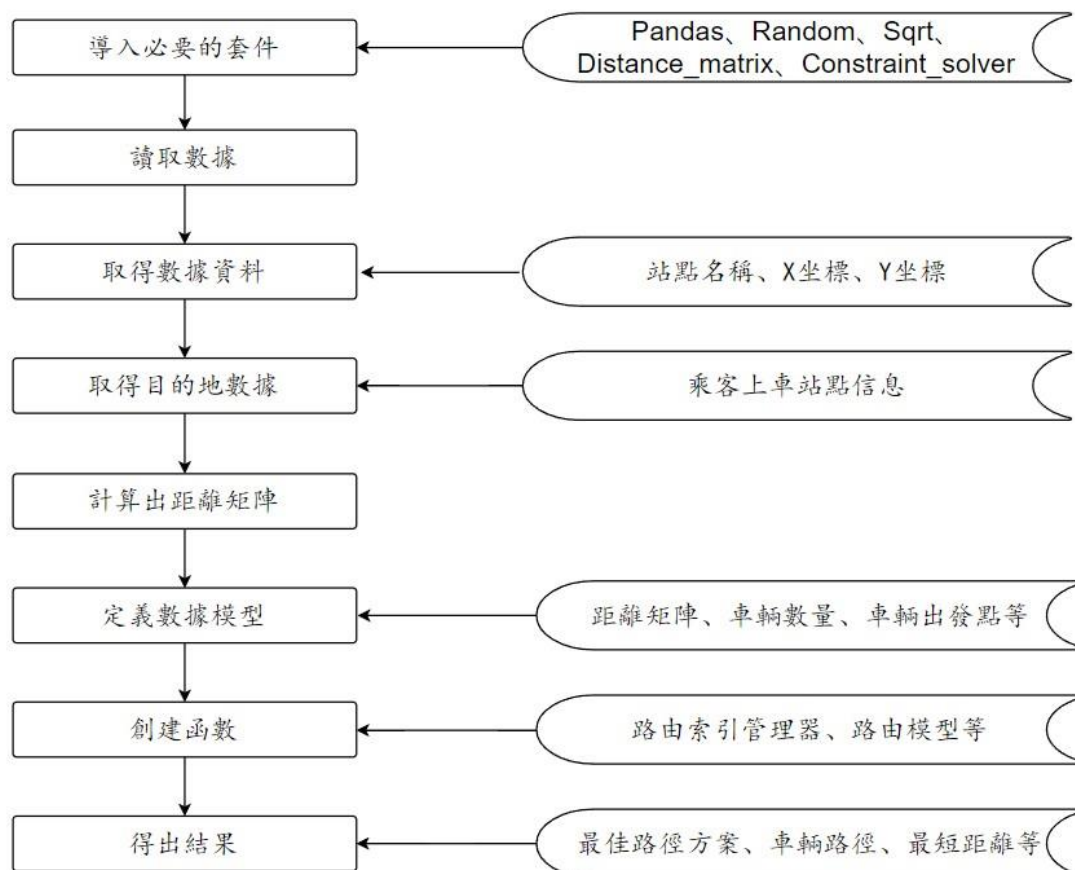 導入必要的套件
Pandas、Random、Sqrt、
Distance_matrix、Constraint_solver
讀取數據
取得數據資料
站點名稱、X坐標、Y坐標
取得目的地數據
乘客上車站點信息
計算出距離矩陣
定義數據模型
距離矩陣、車輛數量、車輛出發點等
創建函數
路由索引管理器、路由模型等
得出結果
最佳路徑方案、車輛路徑、最短距離等